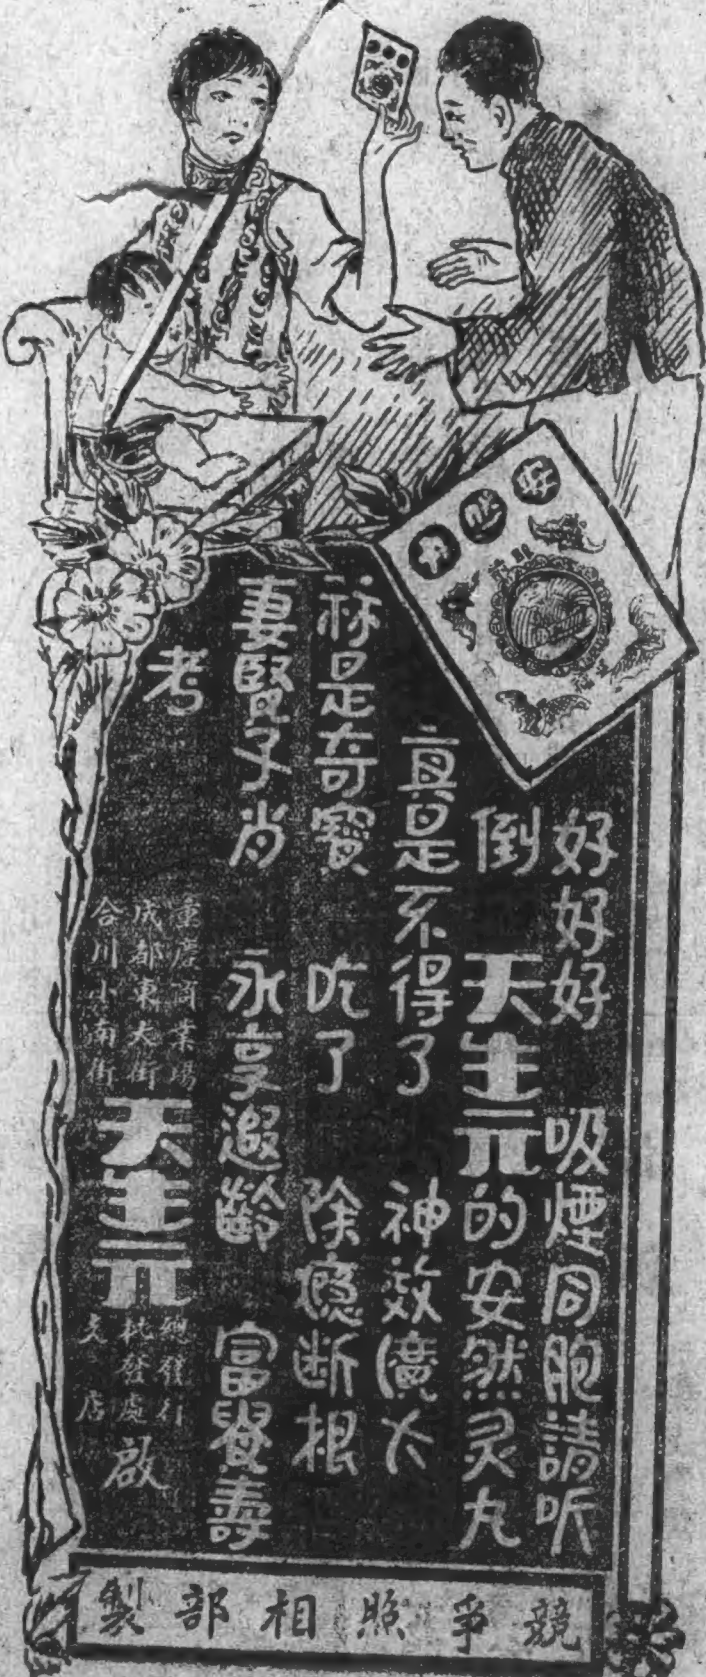 好好好 吸煙同胞請听
倒 天生元的安然灵丸
真是不得了 神效廣大
祘是奇寶 吃了 除瘾断根
妻賢子肖 永享遐齡 富貴壽
考
重慶商業場
成都東大街
合川小南街
天生元
總發行
批發處
支店
啟
競爭照相部製